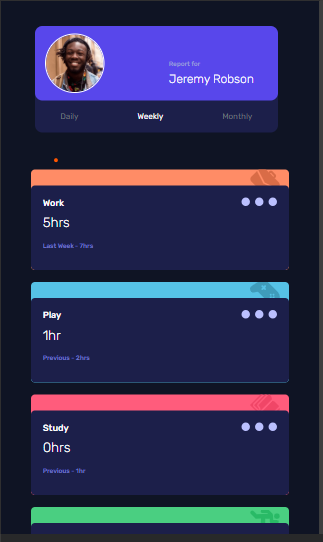 Report for
Jeremy Robson
Daily
Weekly
Monthly
Work
5hrs
Last Week - 7hrs
Play
1hr
Previous - 2hrs
Study
0hrs
Previous - 1hr